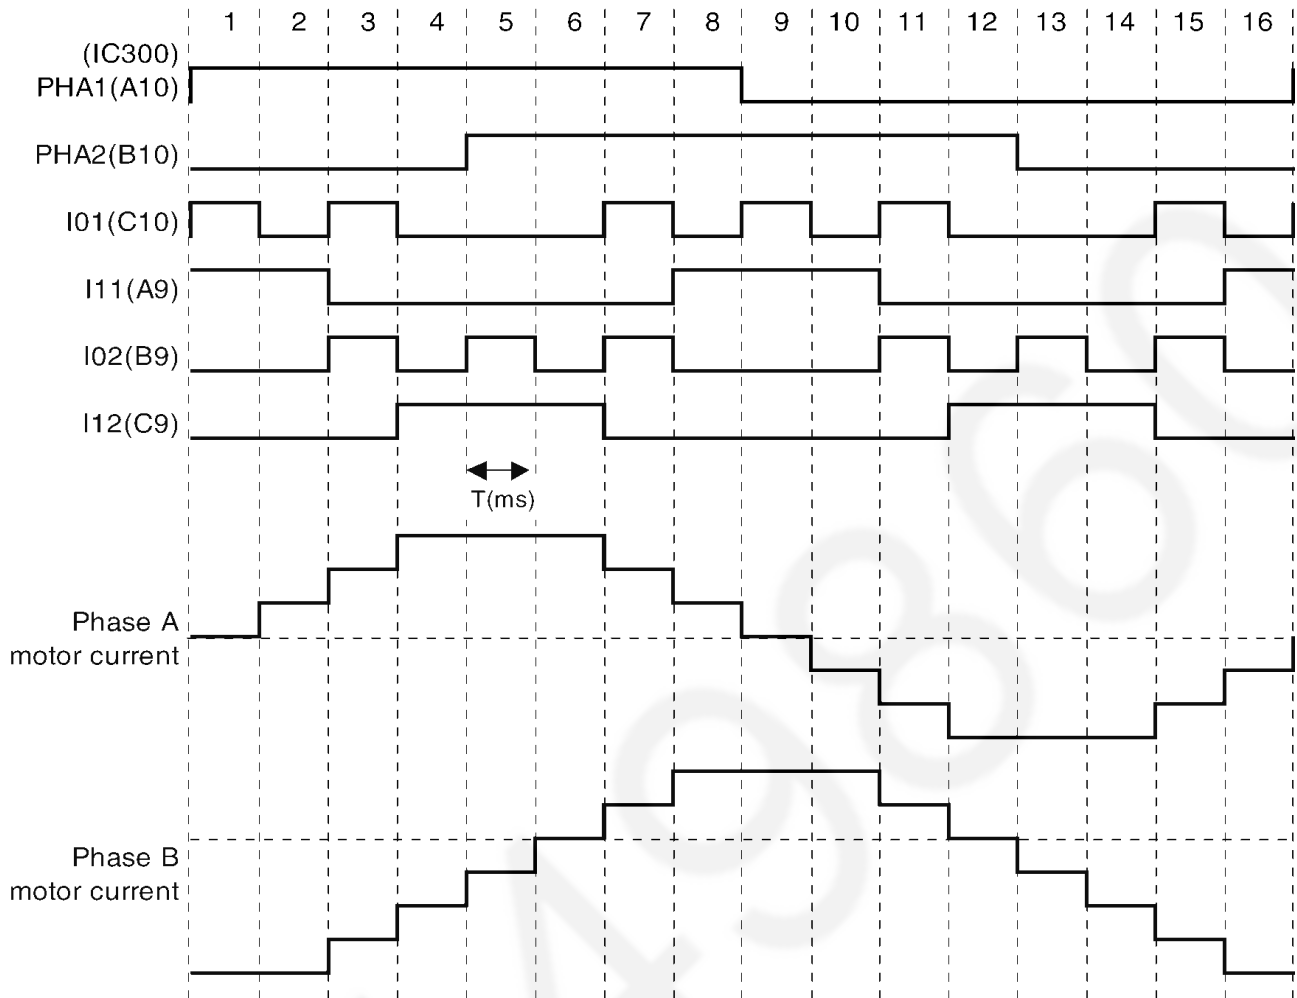 1 2 3 4 5 6 7 8 9 10 11 12 13 14 15 16
(IC300)
PHA1(A10)
PHA2(B10)
I01(C10)
I11(A9)
I02(B9)
I12(C9)
T(ms)
Phase A
motor current
Phase B
motor current